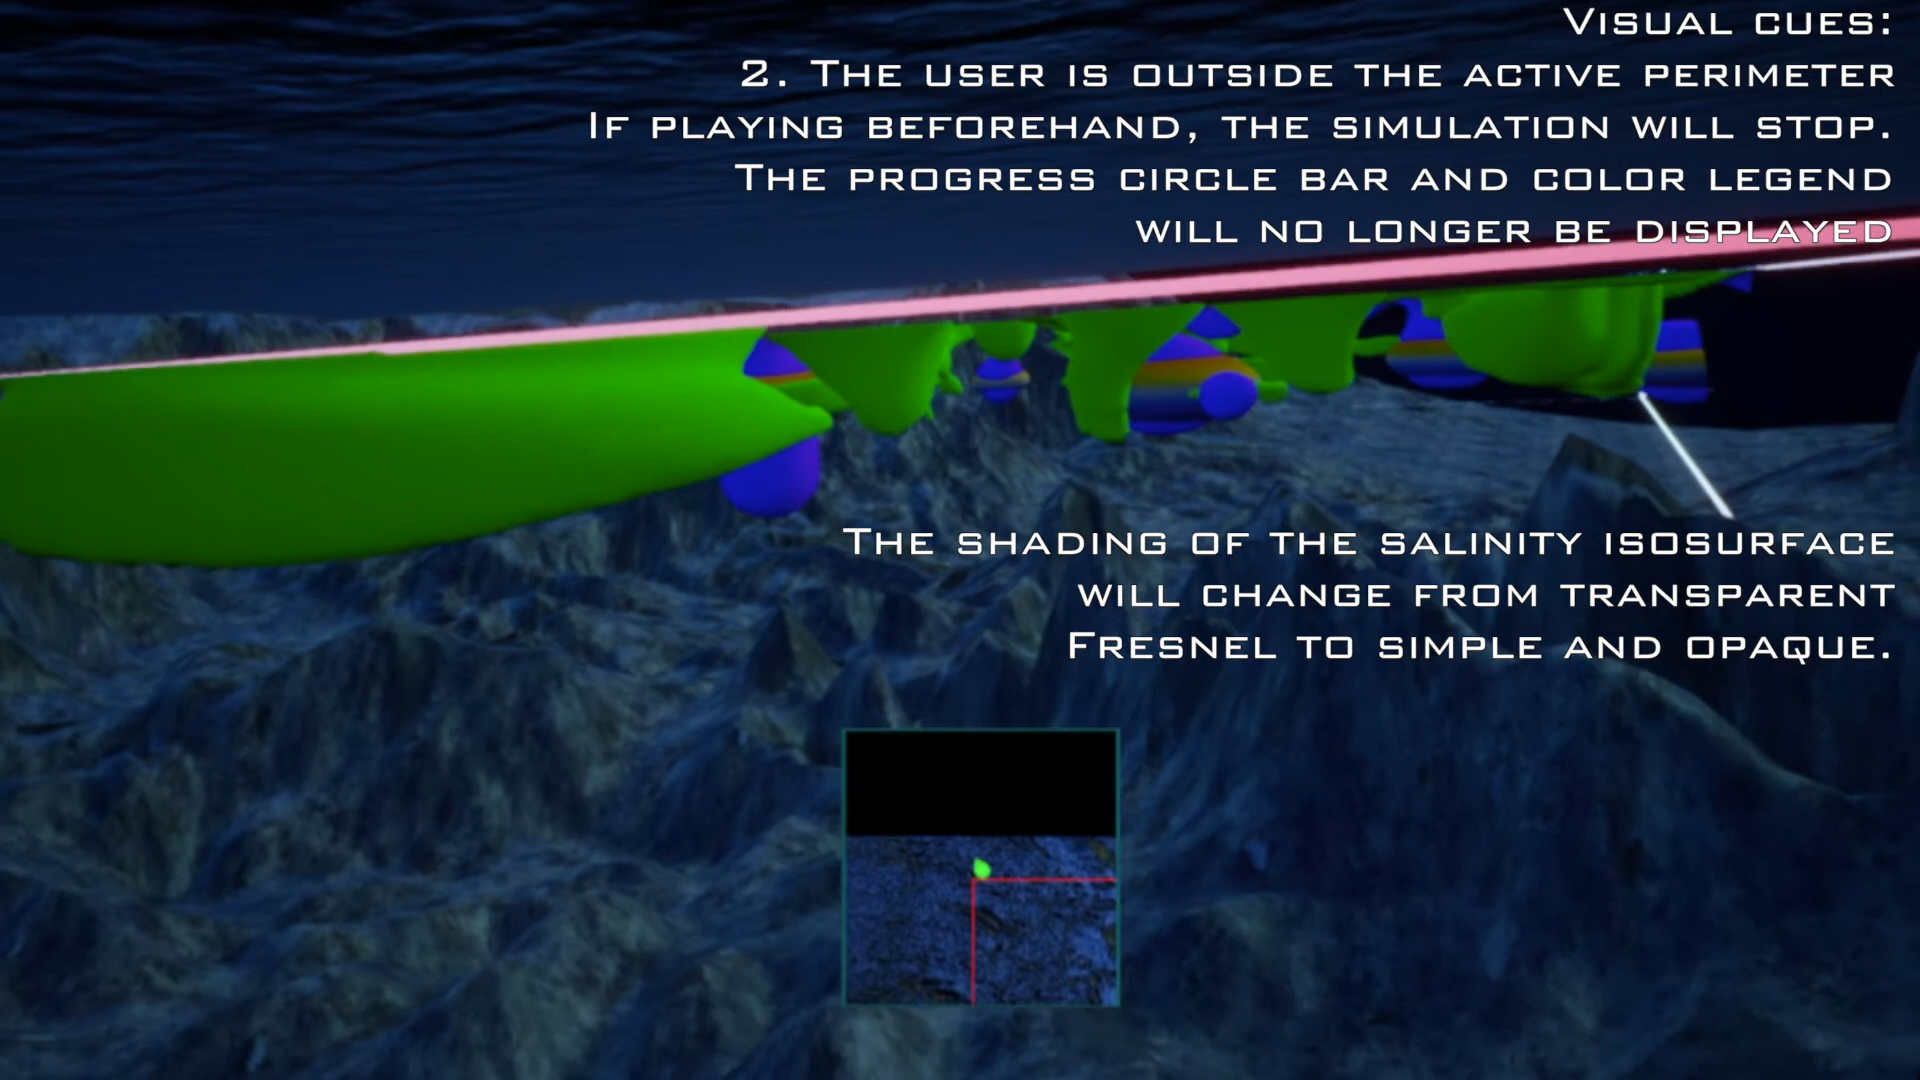 Visual cues:
2. The user is outside the active perimeter
If playing beforehand, the simulation will stop.
The progress circle bar and color legend
will no longer be displayed
The shading of the salinity isosurface
will change from transparent
Fresnel to simple and opaque.